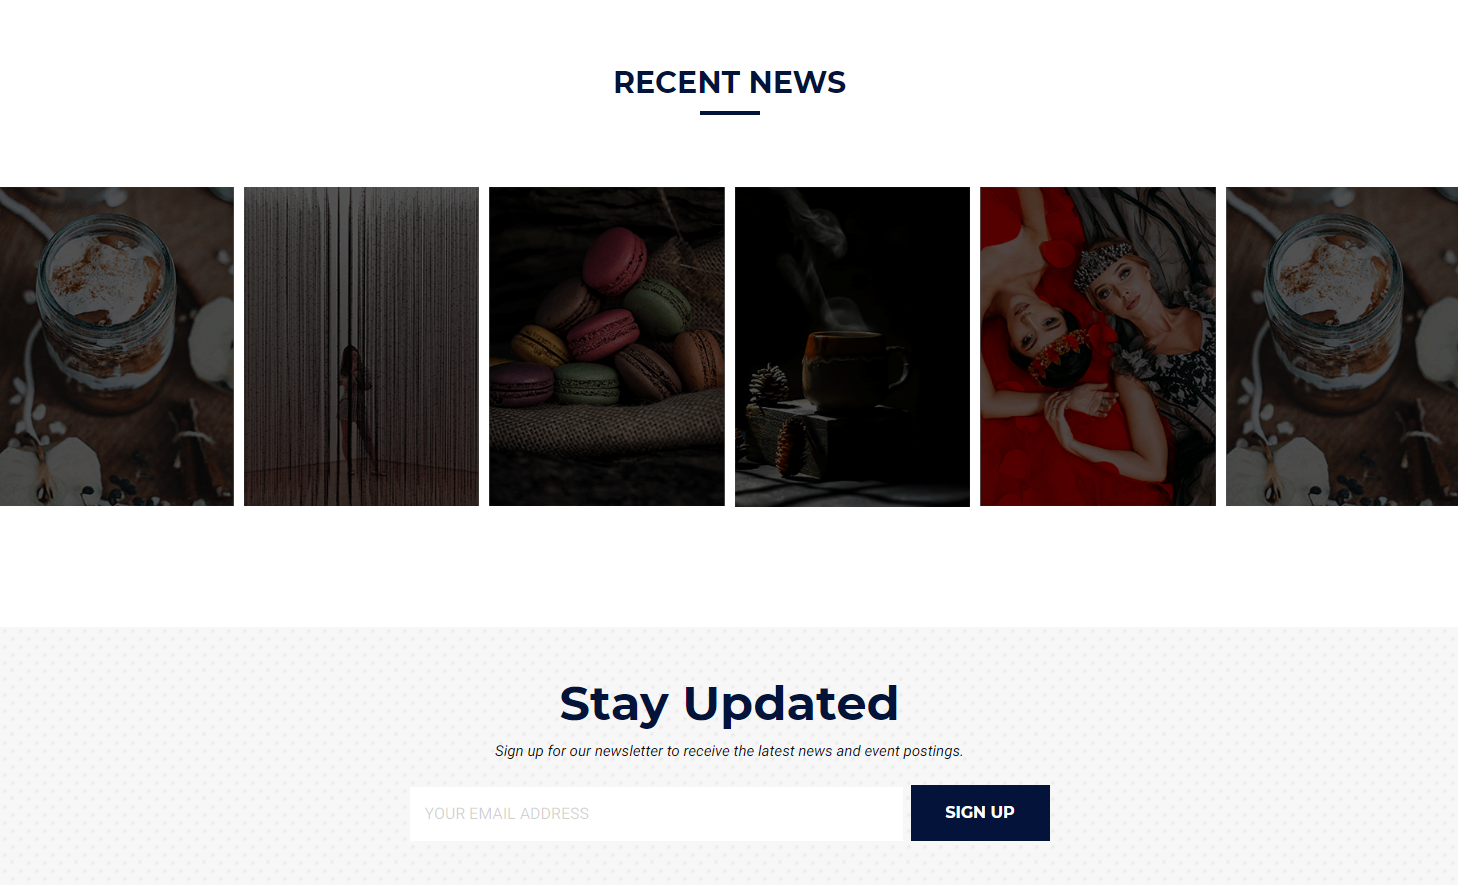 RECENT NEWS
Stay Updated
Sign up for our newsletter to receive the latest news and event postings.
YOUR EMAIL ADDRESS
SIGN UP